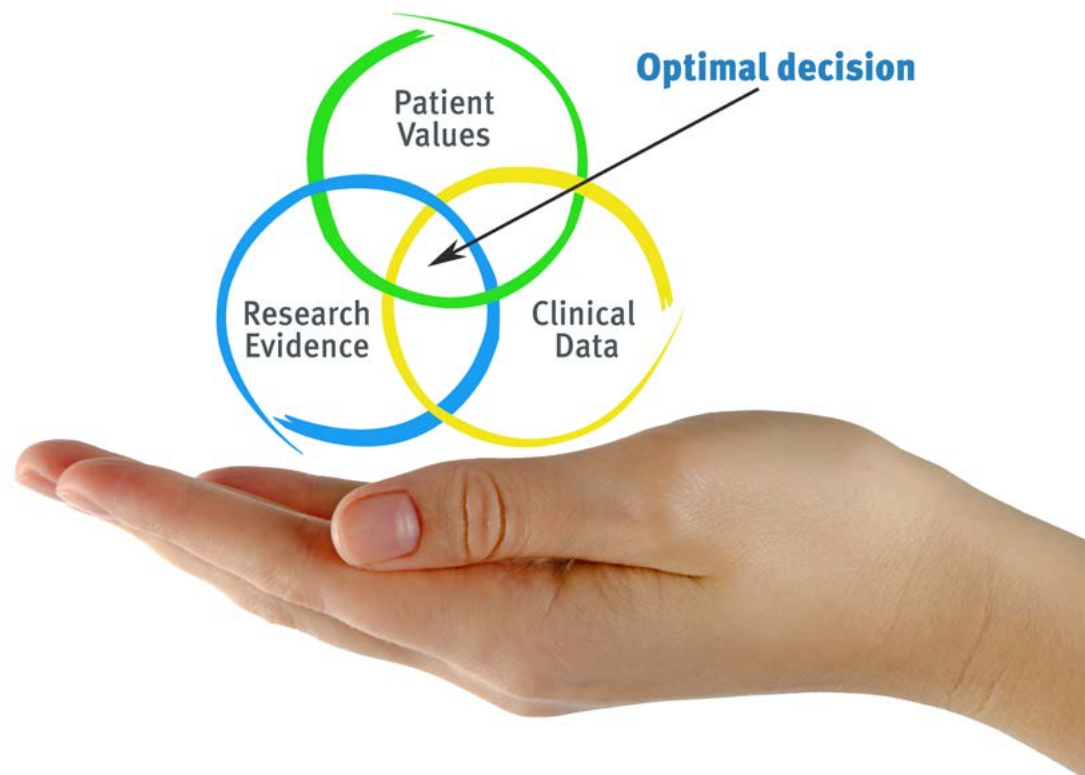 Optimal decision
Patient
Values
Research
Evidence
Clinical
Data